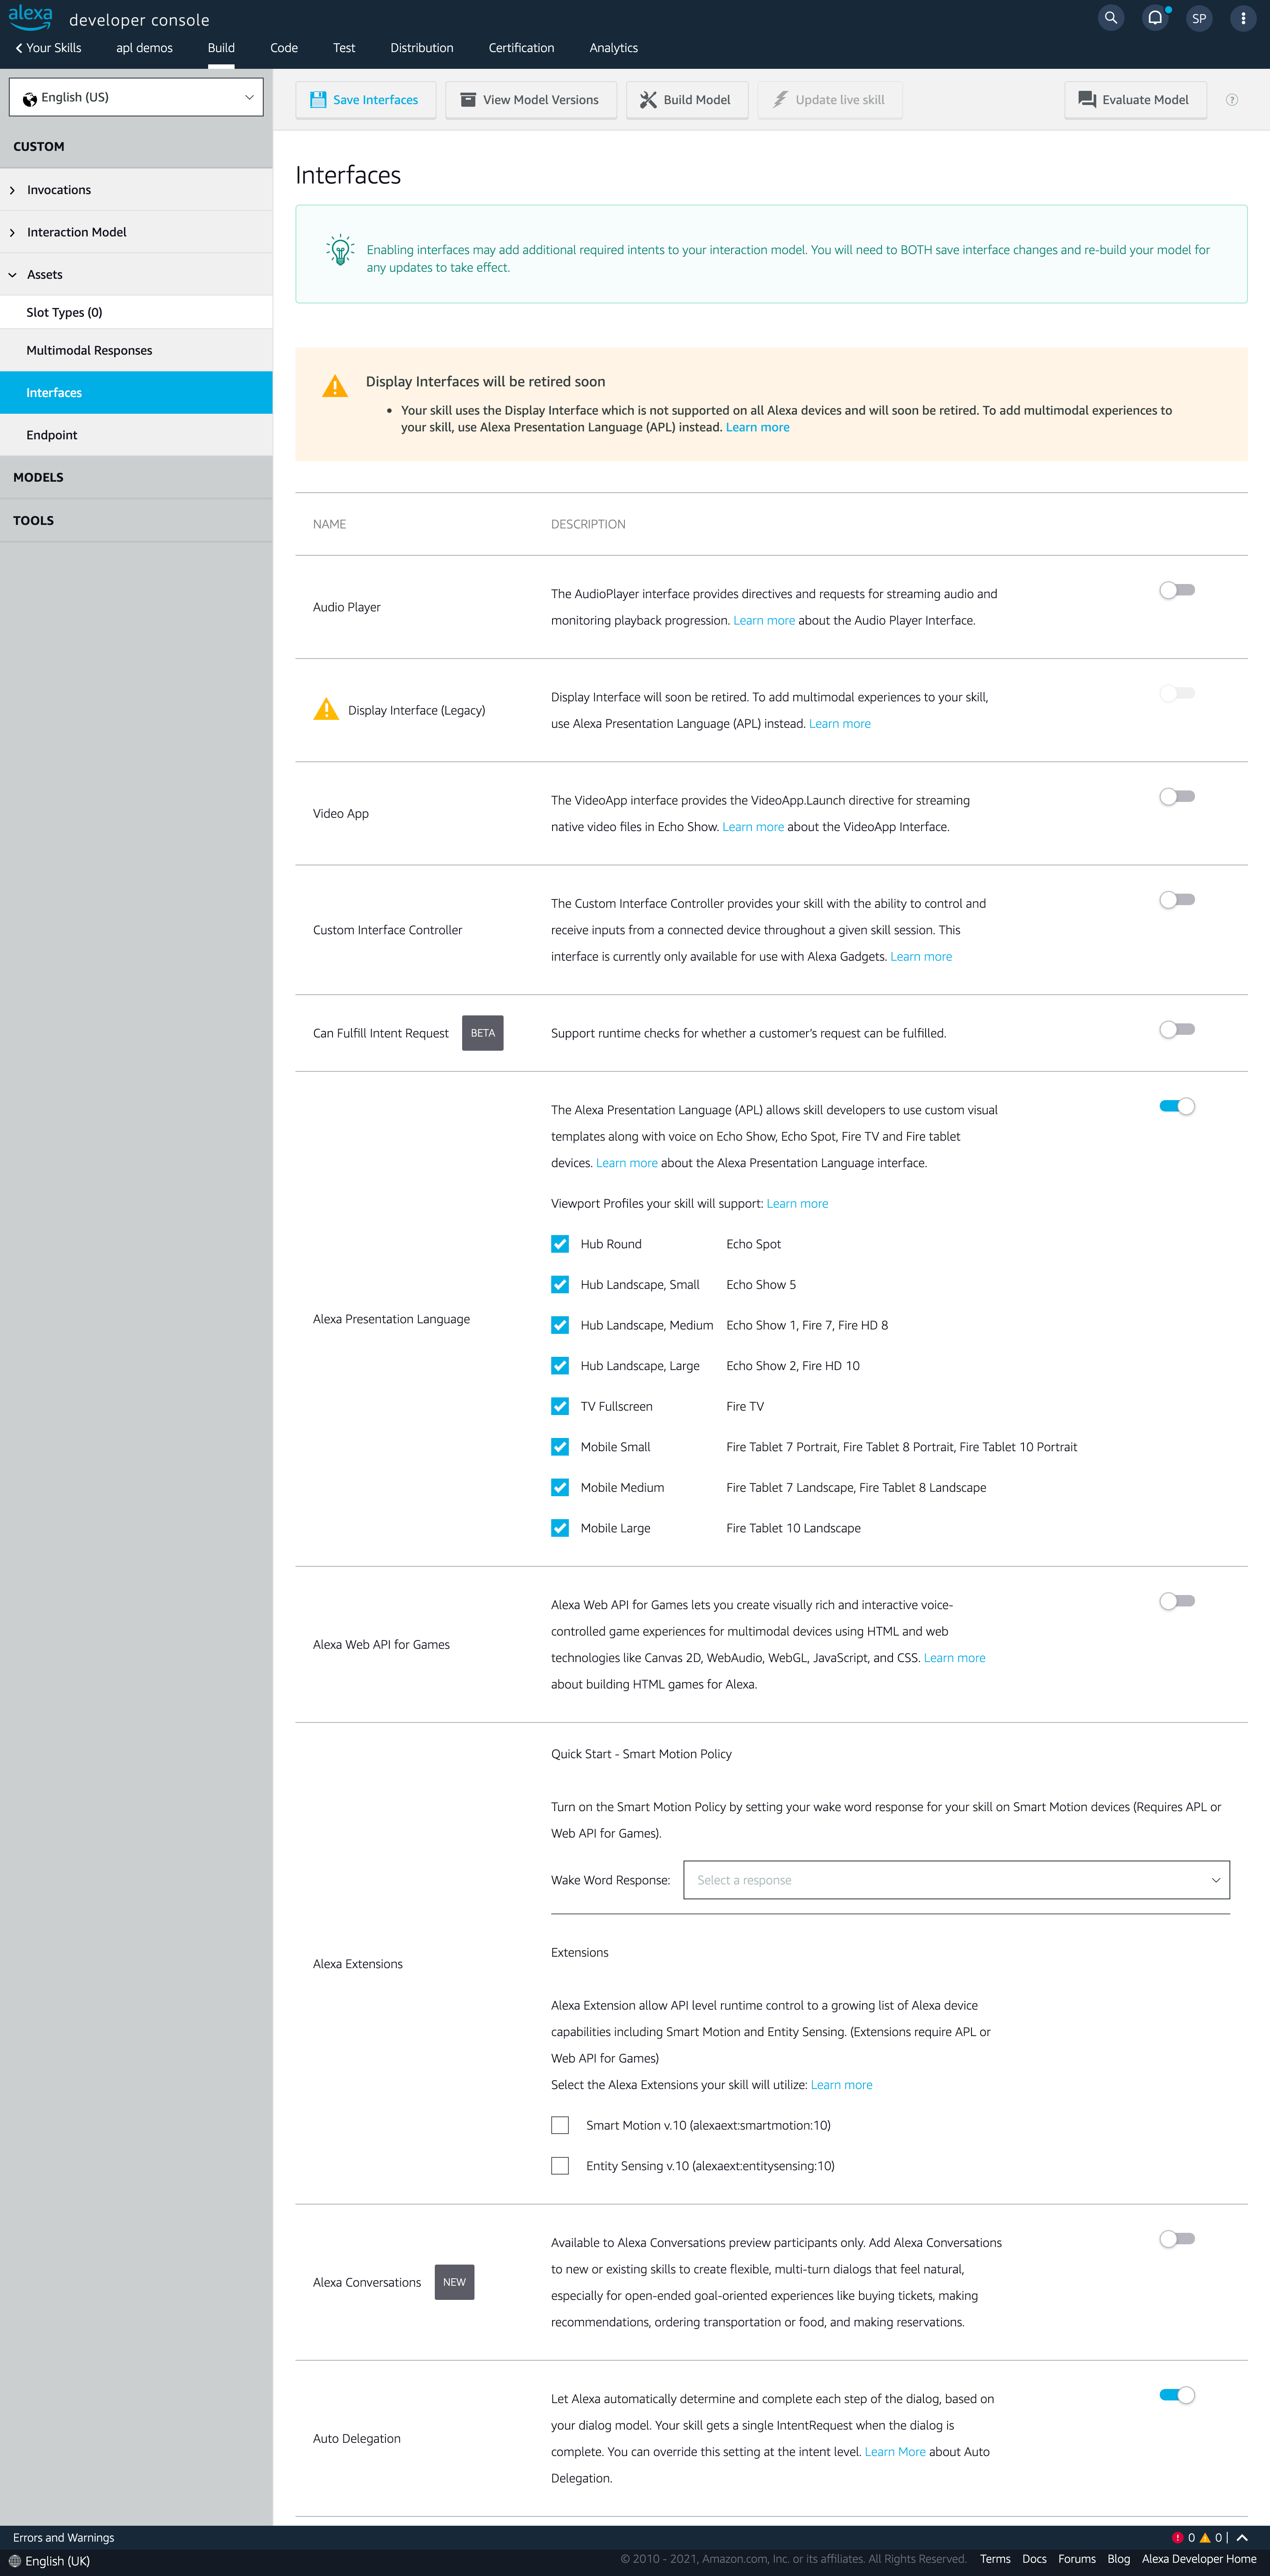 alexa developer console
SP
Your Skills apl demos Build Code Test Distribution Certification Analytics
English (US)
Save Interfaces View Model Versions Build Model Update live skill Evaluate Model ?
CUSTOM
Invocations
Interaction Model
Assets
Slot Types (0)
Multimodal Responses
Interfaces
Endpoint
MODELS
TOOLS
Interfaces
Enabling interfaces may add additional required intents to your interaction model. You will need to BOTH save interface changes and re-build your model for
any updates to take effect.
Display Interfaces will be retired soon
• Your skill uses the Display Interface which is not supported on all Alexa devices and will soon be retired. To add multimodal experiences to
your skill, use Alexa Presentation Language (APL) instead. Learn more
NAME DESCRIPTION
Audio Player
The AudioPlayer interface provides directives and requests for streaming audio and
monitoring playback progression. Learn more about the Audio Player Interface.
Display Interface (Legacy)
Display Interface will soon be retired. To add multimodal experiences to your skill,
use Alexa Presentation Language (APL) instead. Learn more
Video App
The VideoApp interface provides the VideoApp.Launch directive for streaming
native video files in Echo Show. Learn more about the VideoApp Interface.
Custom Interface Controller
The Custom Interface Controller provides your skill with the ability to control and
receive inputs from a connected device throughout a given skill session. This
interface is currently only available for use with Alexa Gadgets. Learn more
Can Fulfill Intent Request BETA
Support runtime checks for whether a customer's request can be fulfilled.
Alexa Presentation Language
The Alexa Presentation Language (APL) allows skill developers to use custom visual
templates along with voice on Echo Show, Echo Spot, Fire TV and Fire tablet
devices. Learn more about the Alexa Presentation Language interface.
Viewport Profiles your skill will support: Learn more
Hub Round Echo Spot
Hub Landscape, Small Echo Show 5
Hub Landscape, Medium Echo Show 1, Fire 7, Fire HD 8
Hub Landscape, Large Echo Show 2, Fire HD 10
TV Fullscreen Fire TV
Mobile Small Fire Tablet 7 Portrait, Fire Tablet 8 Portrait, Fire Tablet 10 Portrait
Mobile Medium Fire Tablet 7 Landscape, Fire Tablet 8 Landscape
Mobile Large Fire Tablet 10 Landscape
Alexa Web API for Games
Alexa Web API for Games lets you create visually rich and interactive voice-
controlled game experiences for multimodal devices using HTML and web
technologies like Canvas 2D, WebAudio, WebGL, JavaScript, and CSS. Learn more
about building HTML games for Alexa.
Alexa Extensions
Quick Start - Smart Motion Policy
Turn on the Smart Motion Policy by setting your wake word response for your skill on Smart Motion devices (Requires APL or
Web API for Games).
Wake Word Response: Select a response
Extensions
Alexa Extension allow API level runtime control to a growing list of Alexa device
capabilities including Smart Motion and Entity Sensing. (Extensions require APL or
Web API for Games)
Select the Alexa Extensions your skill will utilize: Learn more
Smart Motion v.10 (alexaext:smartmotion:10)
Entity Sensing v.10 (alexaext:entitysensing:10)
Alexa Conversations NEW
Available to Alexa Conversations preview participants only. Add Alexa Conversations
to new or existing skills to create flexible, multi-turn dialogs that feel natural,
especially for open-ended goal-oriented experiences like buying tickets, making
recommendations, ordering transportation or food, and making reservations.
Auto Delegation
Let Alexa automatically determine and complete each step of the dialog, based on
your dialog model. Your skill gets a single IntentRequest when the dialog is
complete. You can override this setting at the intent level. Learn More about Auto
Delegation.
Errors and Warnings 0 0 |
English (UK) © 2010 - 2021, Amazon.com, Inc. or its affiliates. All Rights Reserved. Terms Docs Forums Blog Alexa Developer Home